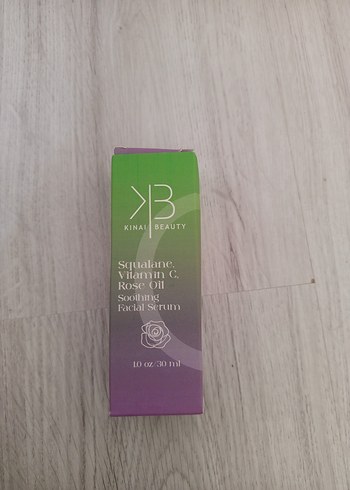 KB
KINAI BEAUTY
Squalane,
Vitamin C,
Rose Oil
Soothing
Facial Serum
1.0 oz/30 ml